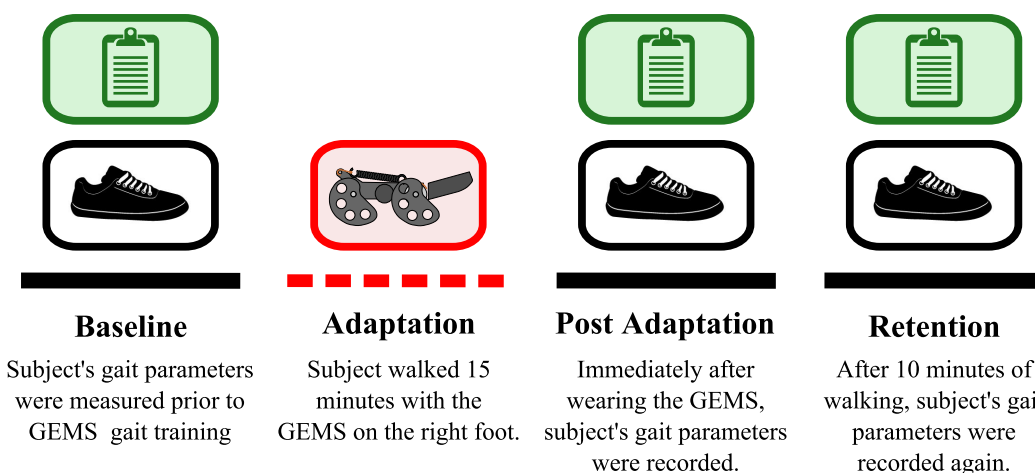 Baseline
Subject's gait parameters
were measured prior to
GEMS gait training
Adaptation
Subject walked 15
minutes with the
GEMS on the right foot.
Post Adaptation
Immediately after
wearing the GEMS,
subject's gait parameters
were recorded.
Retention
After 10 minutes of
walking, subject's gai
parameters were
recorded again.